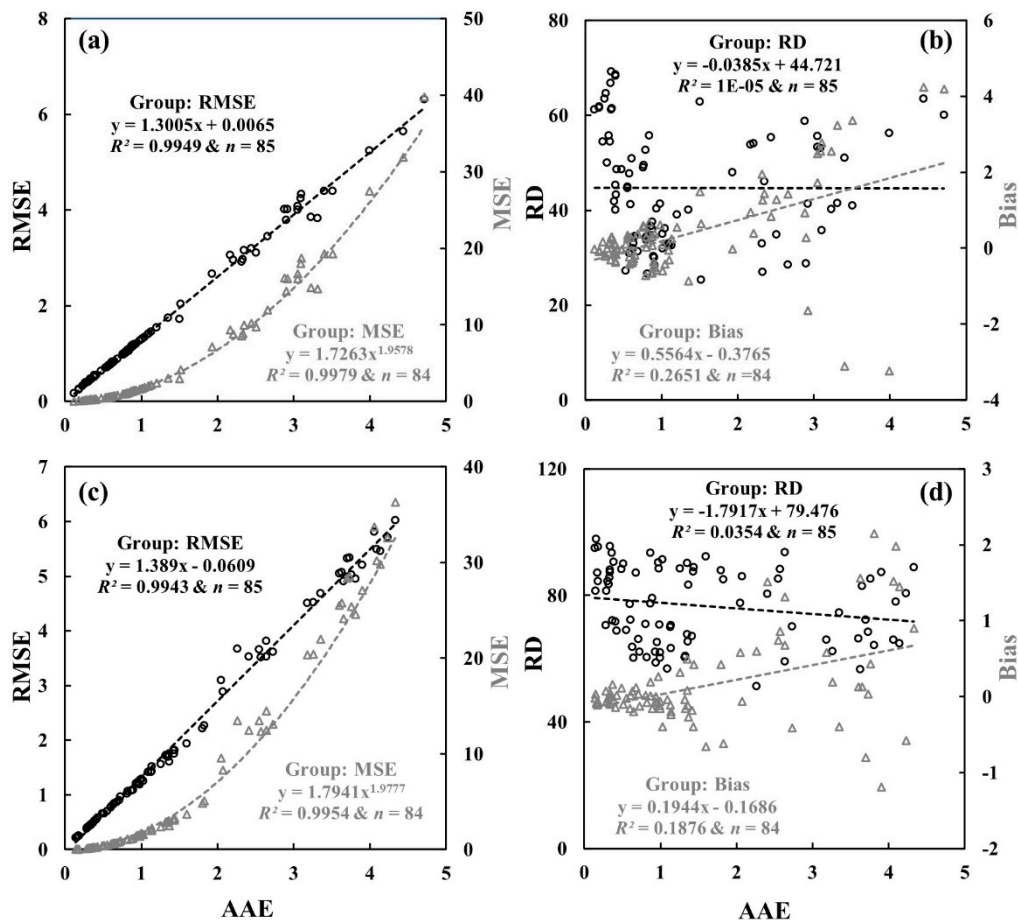 (a)
Group: RMSE
y = 1.3005x + 0.0065
R² = 0.9949 & n = 85
Group: MSE
y = 1.7263x^1.9578
R² = 0.9979 & n = 84
RMSE
MSE
8
6
4
2
0
50
40
30
20
10
0
0 1 2 3 4 5
(b)
Group: RD
y = -0.0385x + 44.721
R² = 1E-05 & n = 85
Group: Bias
y = 0.5564x - 0.3765
R² = 0.2651 & n =84
RD
Bias
80
60
40
20
0
6
4
2
0
-2
-4
0 1 2 3 4 5
(c)
Group: RMSE
y = 1.389x - 0.0609
R² = 0.9943 & n = 85
Group: MSE
y = 1.7941x^1.9777
R² = 0.9954 & n = 84
RMSE
MSE
7
6
5
4
3
2
1
0
40
30
20
10
0
0 1 2 3 4 5
AAE
(d)
Group: RD
y = -1.7917x + 79.476
R² = 0.0354 & n = 85
Group: Bias
y = 0.1944x - 0.1686
R² = 0.1876 & n = 84
RD
Bias
120
80
40
0
3
2
1
0
-1
-2
0 1 2 3 4 5
AAE